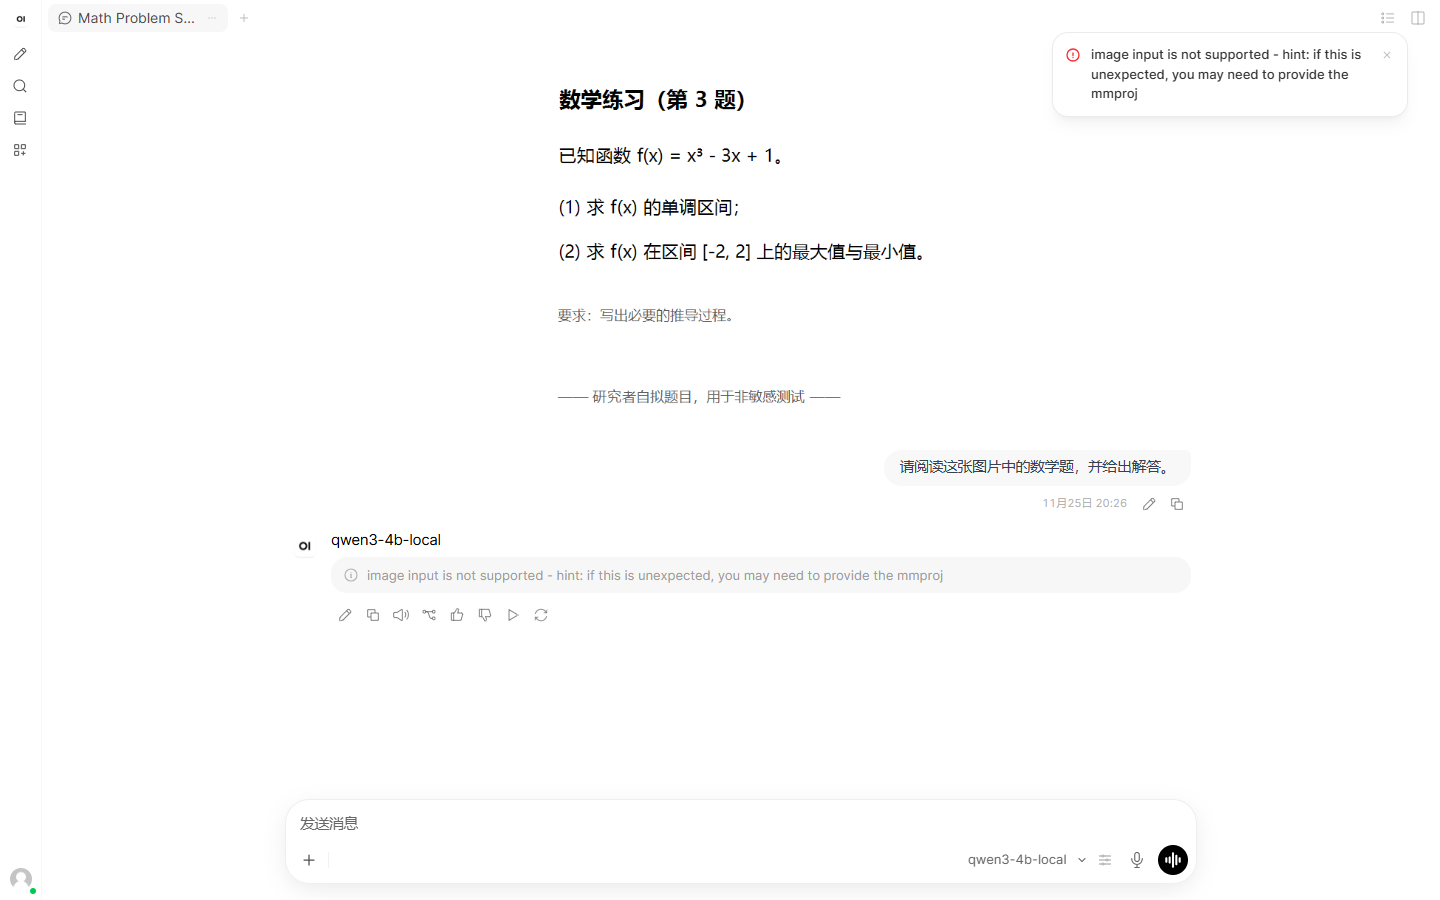 OI
Math Problem S...
image input is not supported - hint: if this is
unexpected, you may need to provide the
mmproj
数学练习（第 3 题）
已知函数 f(x) = x³ - 3x + 1。
(1) 求 f(x) 的单调区间；
(2) 求 f(x) 在区间 [-2, 2] 上的最大值与最小值。
要求：写出必要的推导过程。
—— 研究者自拟题目，用于非敏感测试 ——
请阅读这张图片中的数学题，并给出解答。
11月25日 20:26
OI
qwen3-4b-local
image input is not supported - hint: if this is unexpected, you may need to provide the mmproj
发送消息
qwen3-4b-local